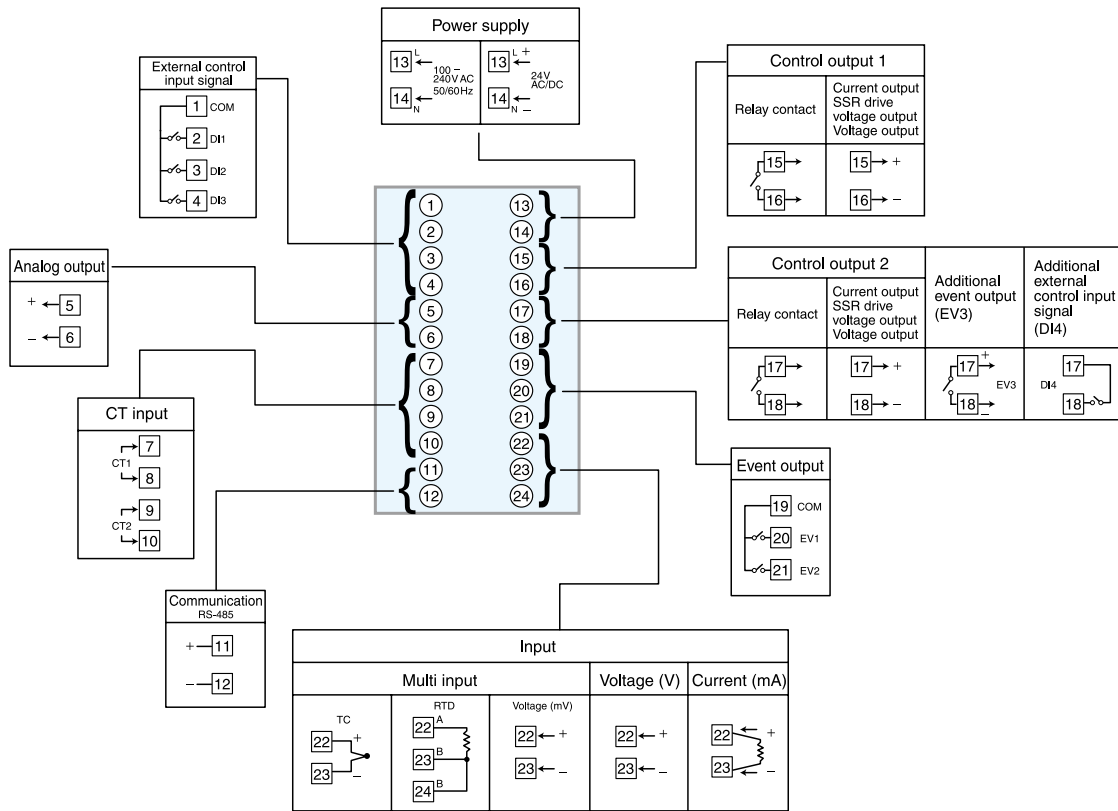 Power supply
13 L
14 N
100 –
240V AC
50/60Hz
13 L +
14 N –
24V
AC/DC
External control
input signal
1 COM
2 DI1
3 DI2
4 DI3
Control output 1
Relay contact
Current output
SSR drive
voltage output
Voltage output
15
16
15 +
16 –
Analog output
+ 5
– 6
1
2
3
4
5
6
7
8
9
10
11
12
13
14
15
16
17
18
19
20
21
22
23
24
Control output 2
Relay contact
Current output
SSR drive
voltage output
Voltage output
Additional
event output
(EV3)
Additional
external
control input
signal
(DI4)
17
18
17 +
18 –
17 +
EV3
18 –
17
DI4
18
CT input
7
CT1
8
9
CT2
10
Event output
19 COM
20 EV1
21 EV2
Communication
RS-485
+ 11
– 12
Input
Multi input
Voltage (V)
Current (mA)
TC
22 +
23 –
RTD
22 A
23 B
24 B
Voltage (mV)
22 +
23 –
22 +
23 –
22 +
23 –